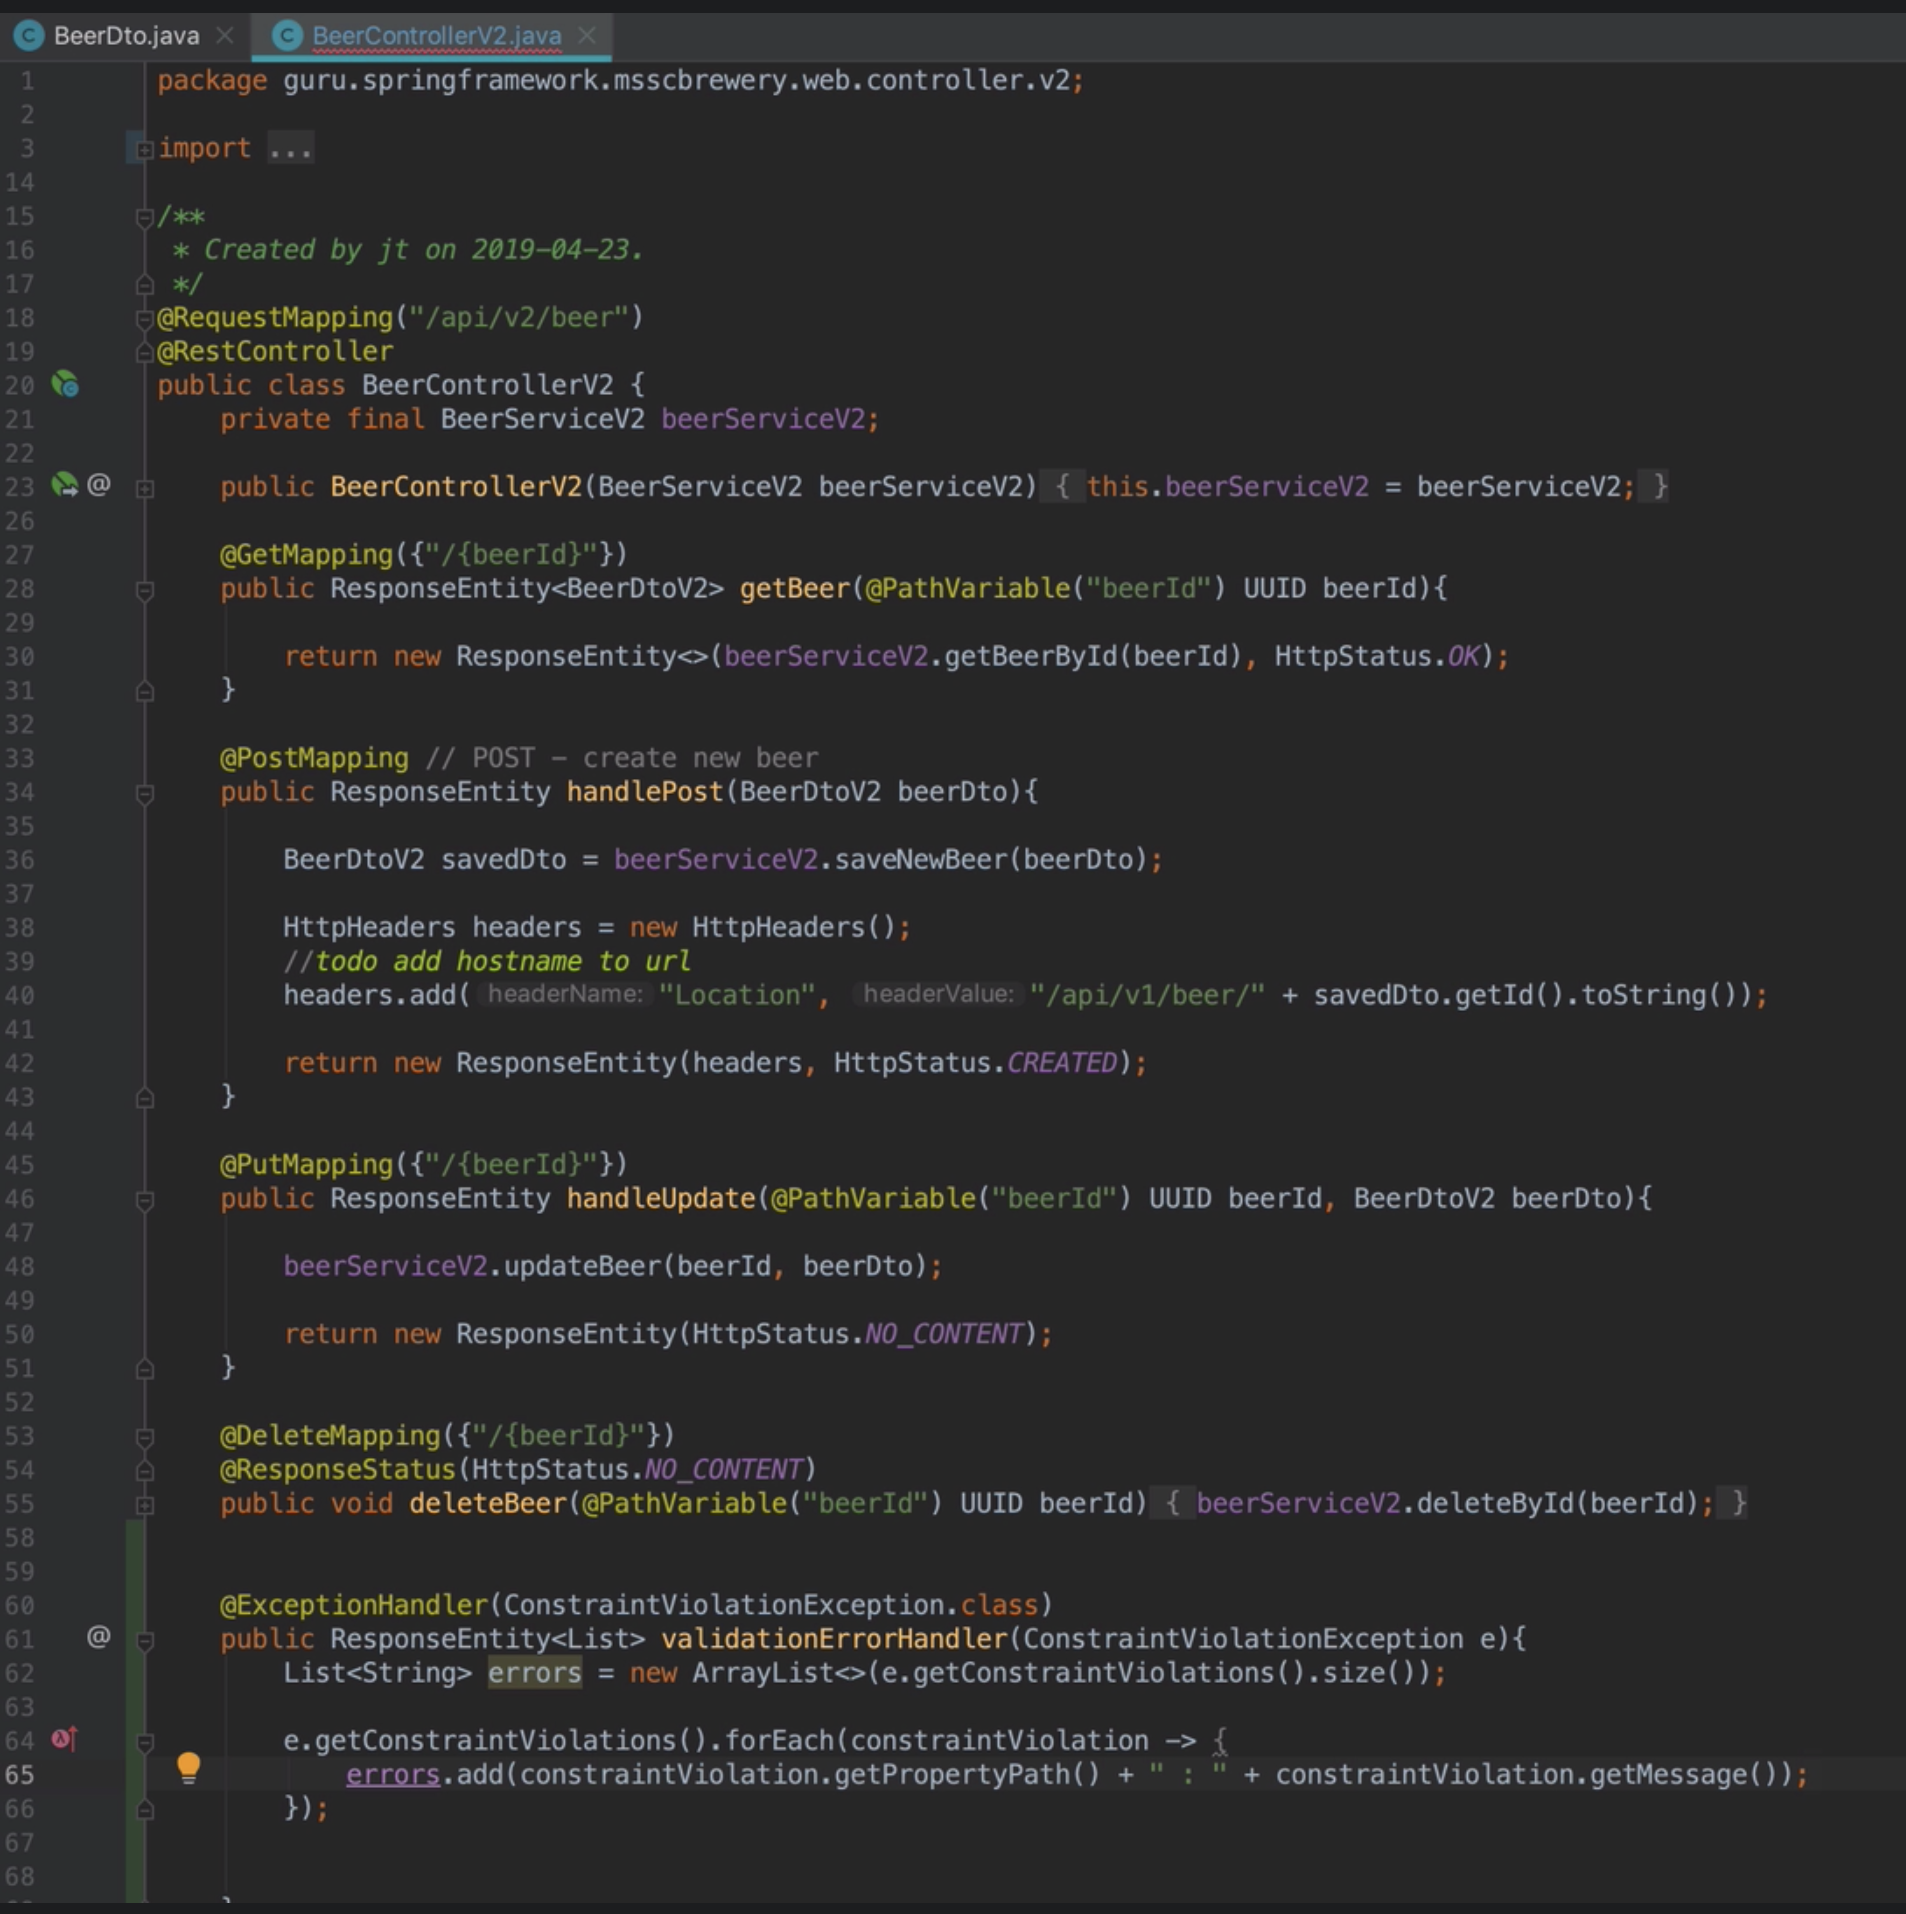 BeerDto.java BeerControllerV2.java
1 package guru.springframework.msscbrewery.web.controller.v2;
2
3 import ...
14
15 /**
16 * Created by jt on 2019-04-23.
17 */
18 @RequestMapping("/api/v2/beer")
19 @RestController
20 public class BeerControllerV2 {
21 private final BeerServiceV2 beerServiceV2;
22
23 @ public BeerControllerV2(BeerServiceV2 beerServiceV2) { this.beerServiceV2 = beerServiceV2; }
26
27 @GetMapping({"/{beerId}"})
28 public ResponseEntity<BeerDtoV2> getBeer(@PathVariable("beerId") UUID beerId){
29
30 return new ResponseEntity<>(beerServiceV2.getBeerById(beerId), HttpStatus.OK);
31 }
32
33 @PostMapping // POST - create new beer
34 public ResponseEntity handlePost(BeerDtoV2 beerDto){
35
36 BeerDtoV2 savedDto = beerServiceV2.saveNewBeer(beerDto);
37
38 HttpHeaders headers = new HttpHeaders();
39 //todo add hostname to url
40 headers.add( headerName: "Location", headerValue: "/api/v1/beer/" + savedDto.getId().toString());
41
42 return new ResponseEntity(headers, HttpStatus.CREATED);
43 }
44
45 @PutMapping({"/{beerId}"})
46 public ResponseEntity handleUpdate(@PathVariable("beerId") UUID beerId, BeerDtoV2 beerDto){
47
48 beerServiceV2.updateBeer(beerId, beerDto);
49
50 return new ResponseEntity(HttpStatus.NO_CONTENT);
51 }
52
53 @DeleteMapping({"/{beerId}"})
54 @ResponseStatus(HttpStatus.NO_CONTENT)
55 public void deleteBeer(@PathVariable("beerId") UUID beerId) { beerServiceV2.deleteById(beerId); }
58
59
60 @ExceptionHandler(ConstraintViolationException.class)
61 @ public ResponseEntity<List> validationErrorHandler(ConstraintViolationException e){
62 List<String> errors = new ArrayList<>(e.getConstraintViolations().size());
63
64 e.getConstraintViolations().forEach(constraintViolation -> {
65 errors.add(constraintViolation.getPropertyPath() + " : " + constraintViolation.getMessage());
66 });
67
68